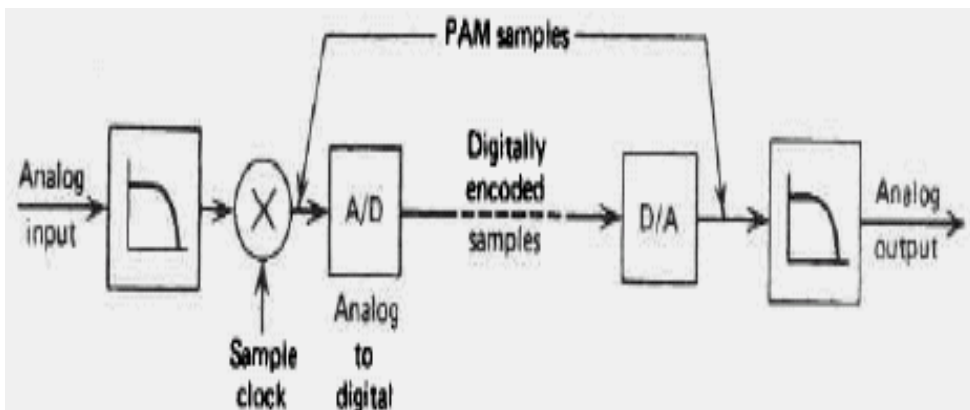 PAM samples
Analog
input
A/D
Digitally
encoded
samples
D/A
Analog
output
Analog
to
digital
Sample
clock